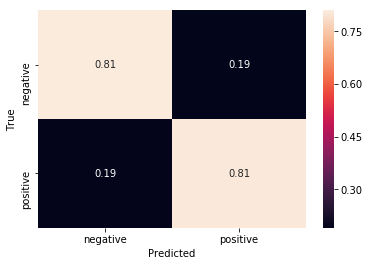 negative
0.81
0.19
True
positive
0.19
0.81
negative
positive
Predicted
0.75
0.60
0.45
0.30